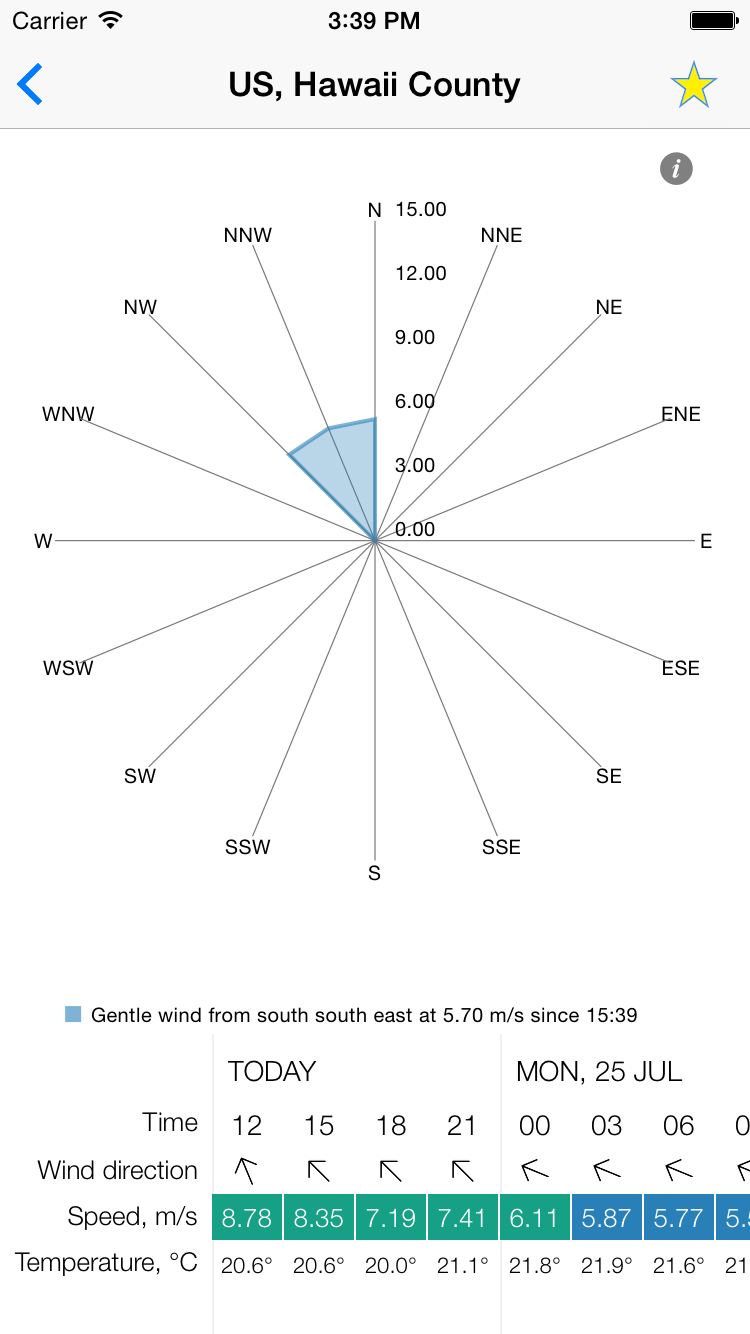 Carrier 3:39 PM
US, Hawaii County
i
N 15.00
NNW NNE
12.00
NW NE
9.00
6.00
WNW ENE
3.00
0.00
W E
WSW ESE
SW SE
SSW SSE
S
Gentle wind from south south east at 5.70 m/s since 15:39
TODAY MON, 25 JUL
Time 12 15 18 21 00 03 06 0
Wind direction
Speed, m/s 8.78 8.35 7.19 7.41 6.11 5.87 5.77 5.5
Temperature, °C 20.6° 20.6° 20.0° 21.1° 21.8° 21.9° 21.6° 21